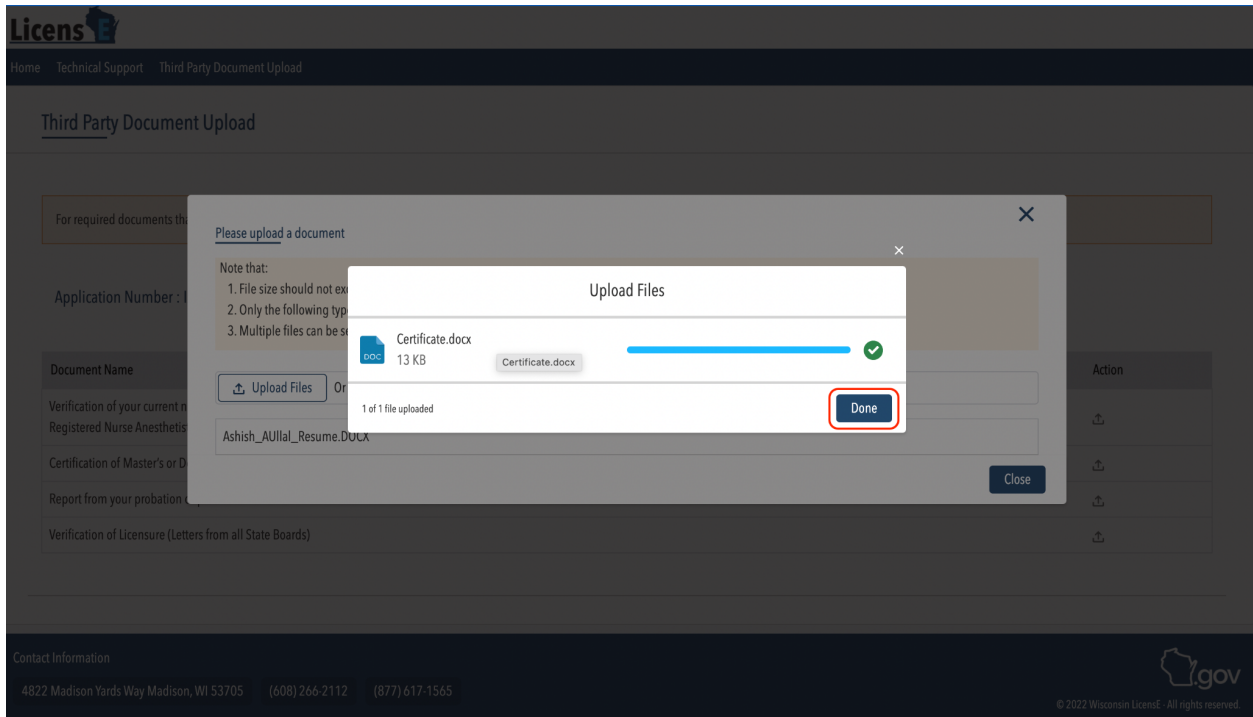 LicensE
Home Technical Support Third Party Document Upload
Third Party Document Upload
For required documents
Please upload a document
Note that:
1. File size should not
2. Only the following
3. Multiple files can be
Application Number :
Upload Files
Certificate.docx
DOC
13 KB
Certificate.docx
1 of 1 file uploaded
Done
Upload Files Or
Ashish_AUllal_Resume.DOCX
Close
Document Name Action
Verification of your current
Registered Nurse
Certification of Master's or
Report from your probation
Verification of Licensure (Letters from all State Boards)
Contact Information
4822 Madison Yards Way Madison, WI 53705 (608) 266-2112 (877) 617-1565
.gov
© 2022 Wisconsin LicensE - All rights reserved.